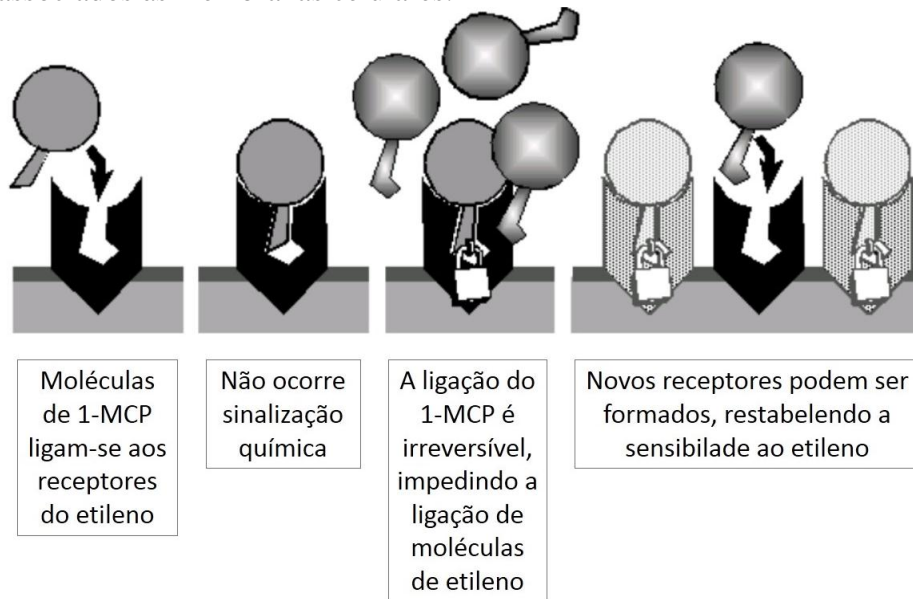 Moléculas
de 1-MCP
ligam-se aos
receptores
do etileno
Não ocorre
sinalização
química
A ligação do
1-MCP é
irreversível,
impedindo a
ligação de
moléculas
de etileno
Novos receptores podem ser
formados, restabelendo a
sensibilade ao etileno